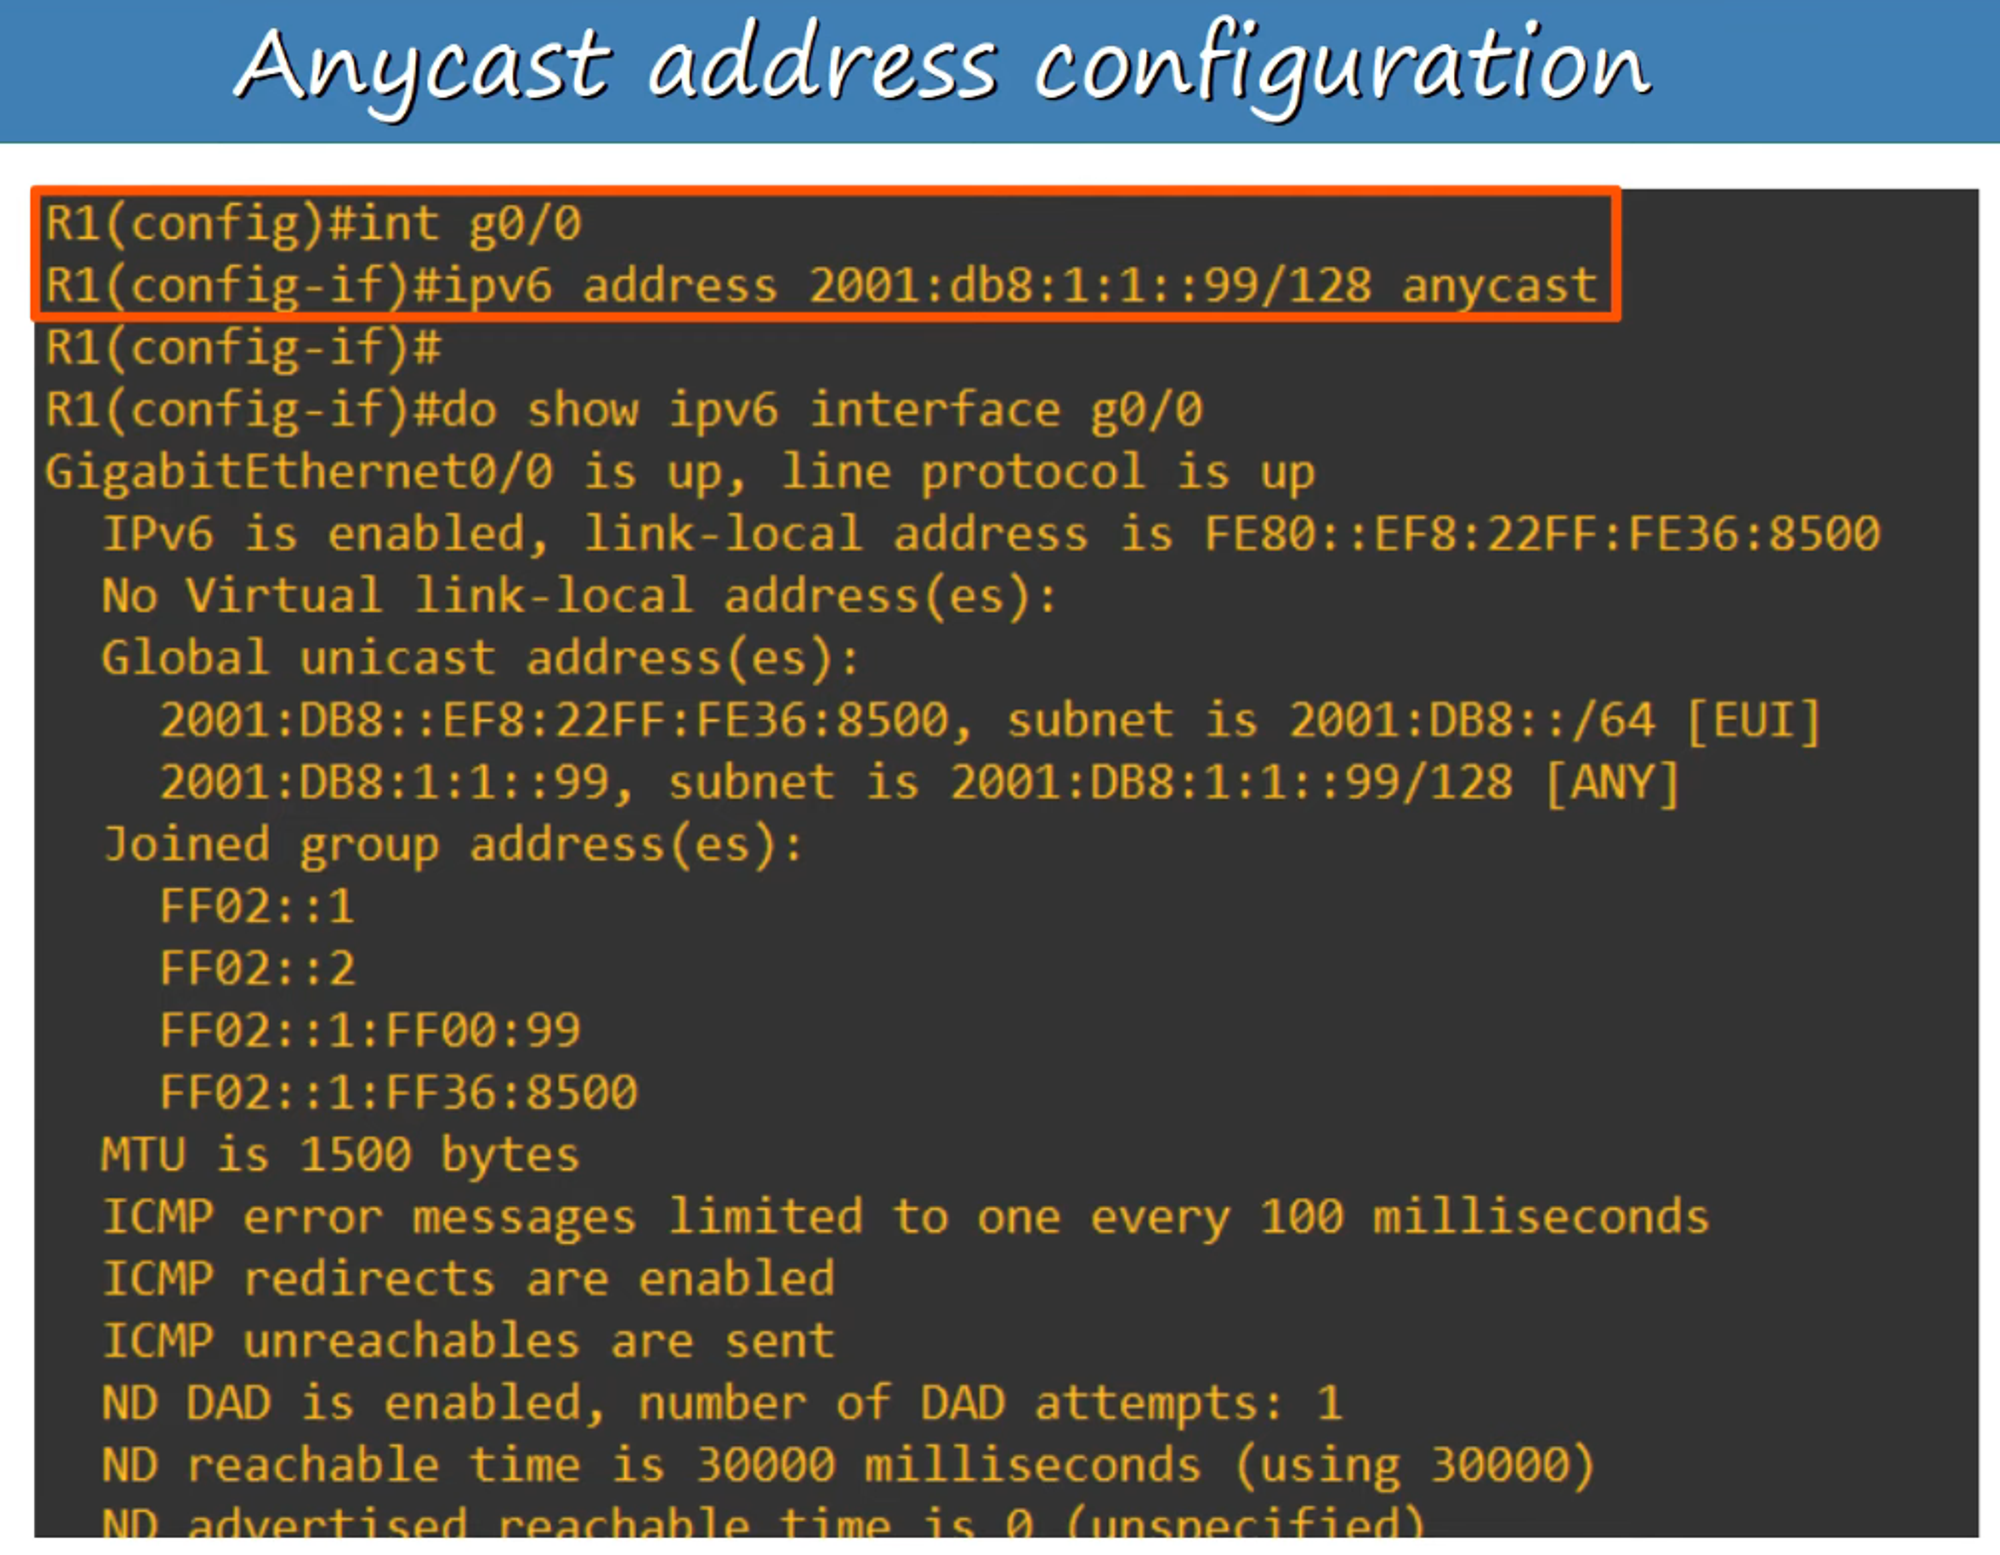 Anycast address configuration
R1(config)#int g0/0
R1(config-if)#ipv6 address 2001:db8:1:1::99/128 anycast
R1(config-if)#
R1(config-if)#do show ipv6 interface g0/0
GigabitEthernet0/0 is up, line protocol is up
IPv6 is enabled, link-local address is FE80::EF8:22FF:FE36:8500
No Virtual link-local address(es):
Global unicast address(es):
2001:DB8::EF8:22FF:FE36:8500, subnet is 2001:DB8::/64 [EUI]
2001:DB8:1:1::99, subnet is 2001:DB8:1:1::99/128 [ANY]
Joined group address(es):
FF02::1
FF02::2
FF02::1:FF00:99
FF02::1:FF36:8500
MTU is 1500 bytes
ICMP error messages limited to one every 100 milliseconds
ICMP redirects are enabled
ICMP unreachables are sent
ND DAD is enabled, number of DAD attempts: 1
ND reachable time is 30000 milliseconds (using 30000)
ND advertised reachable time is 0 (unspecified)